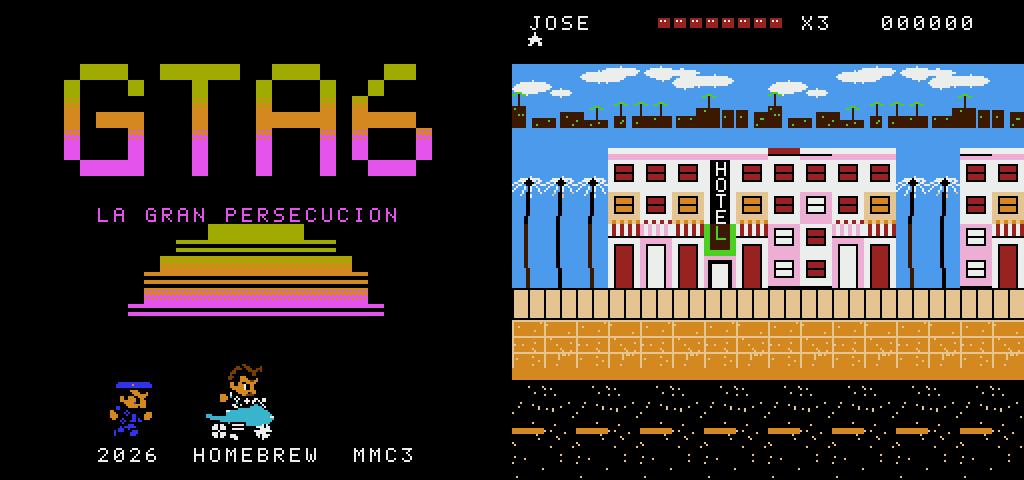 GTA6
LA GRAN PERSECUCION
2026 HOMEBREW MMC3
JOSE X3 000000
HOTEL